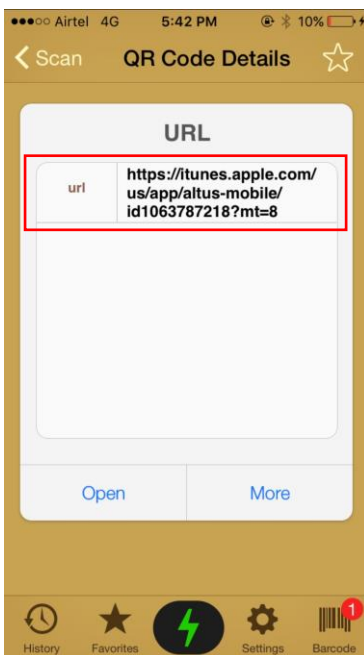 Airtel 4G 5:42 PM 10%
Scan QR Code Details
URL
url
https://itunes.apple.com/
us/app/altus-mobile/
id1063787218?mt=8
Open More
1
History Favorites Settings Barcode